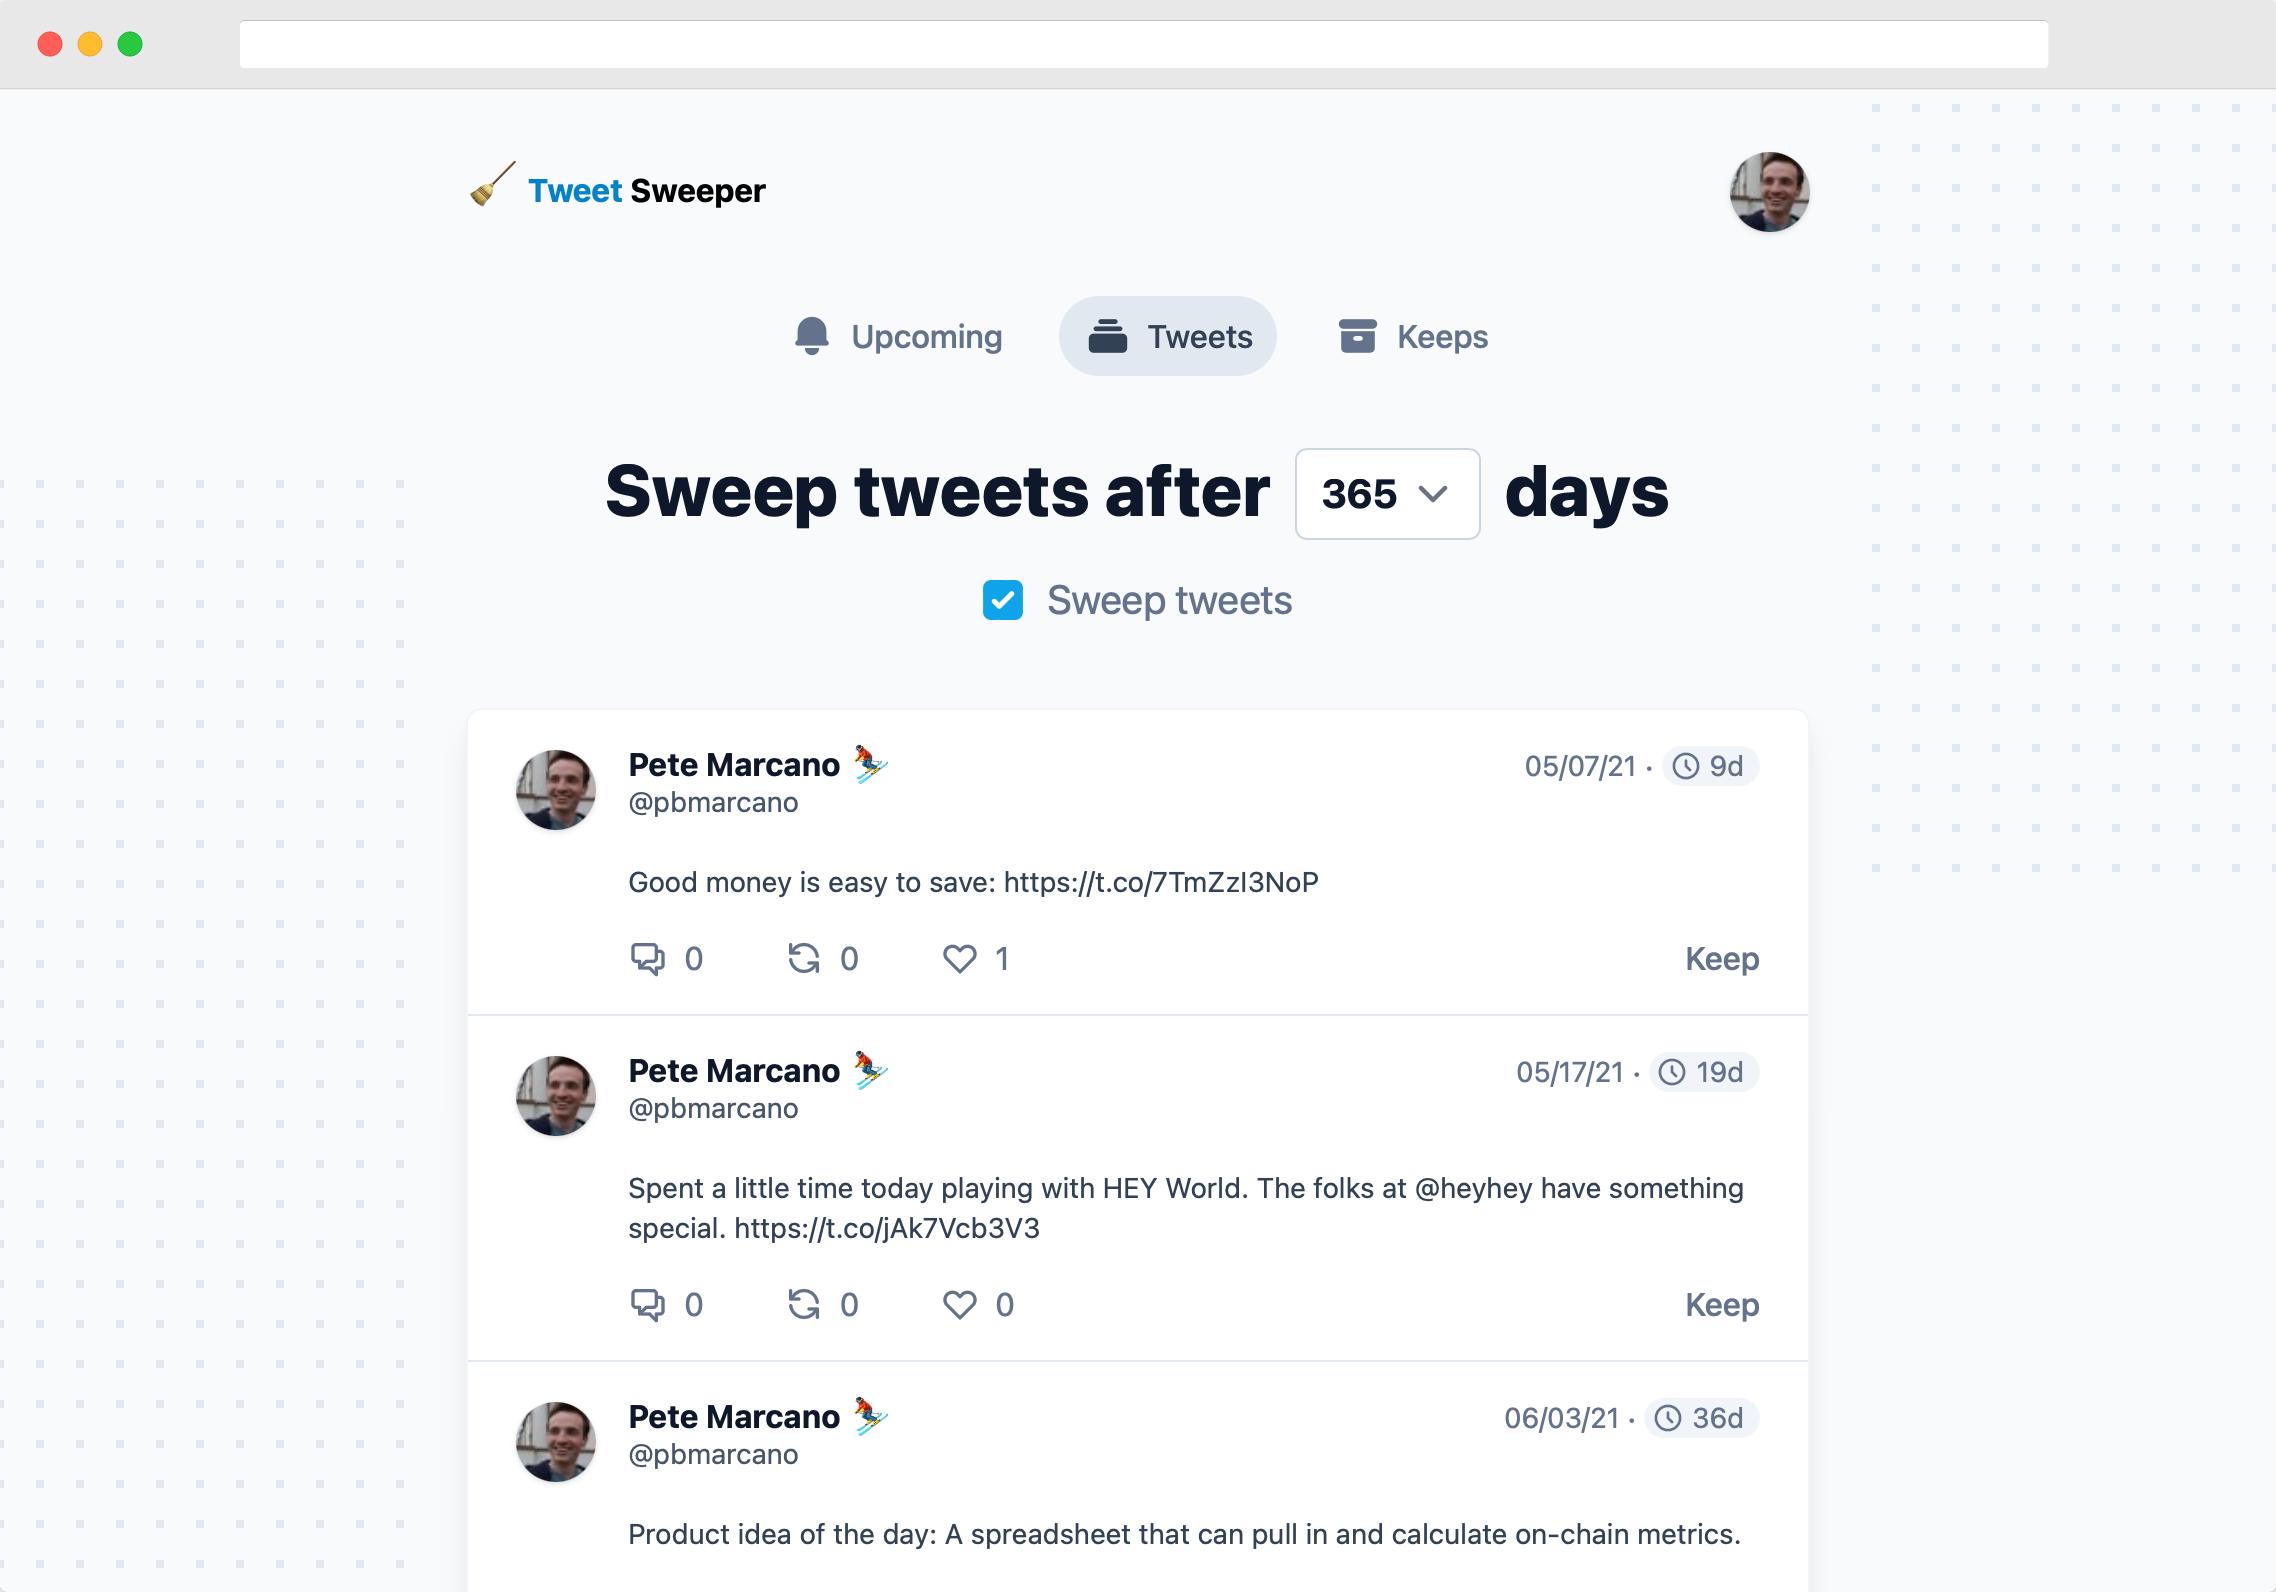 Tweet Sweeper
Upcoming Tweets Keeps
Sweep tweets after 365 days
Sweep tweets
Pete Marcano 05/07/21 · 9d
@pbmarcano
Good money is easy to save: https://t.co/7TmZzI3NoP
0 0 1 Keep
Pete Marcano 05/17/21 · 19d
@pbmarcano
Spent a little time today playing with HEY World. The folks at @heyhey have something
special. https://t.co/jAk7Vcb3V3
0 0 0 Keep
Pete Marcano 06/03/21 · 36d
@pbmarcano
Product idea of the day: A spreadsheet that can pull in and calculate on-chain metrics.